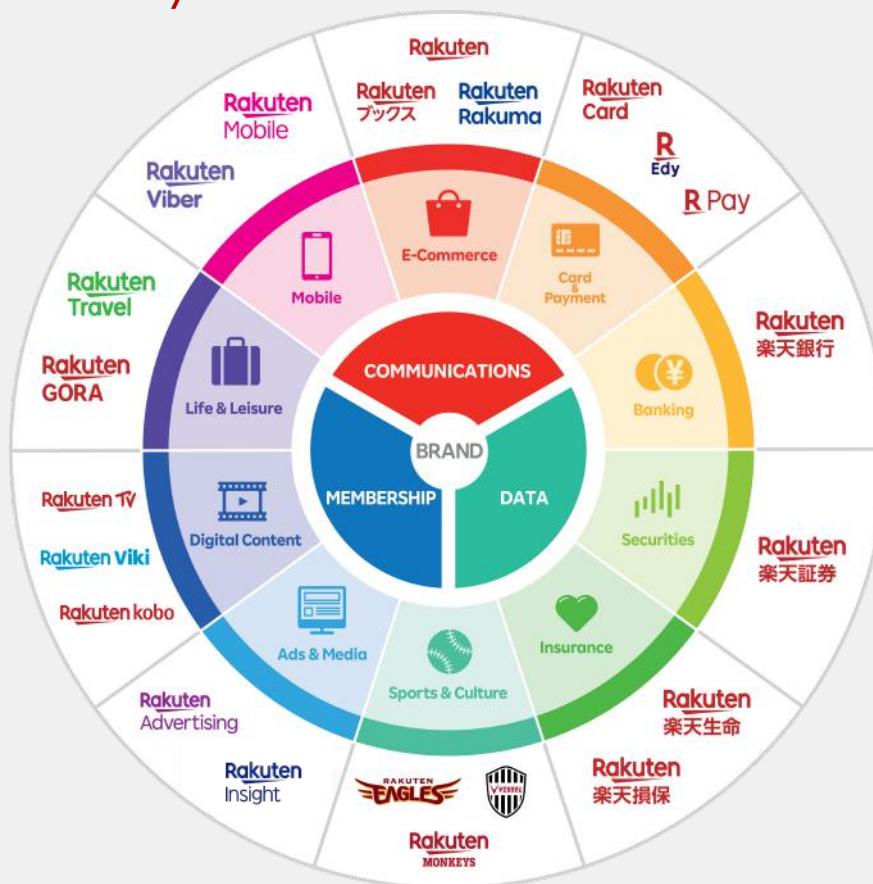 Rakuten
Rakuten
ブックス
Rakuten
Rakuma
Rakuten
Card
R
Edy
R Pay
Rakuten
楽天銀行
Rakuten
楽天証券
Rakuten
楽天生命
Rakuten
楽天損保
RAKUTEN
EAGLES
VISSEL
Rakuten
MONKEYS
Rakuten
Insight
Rakuten
Advertising
Rakuten kobo
Rakuten Viki
Rakuten TV
Rakuten
GORA
Rakuten
Travel
Rakuten
Viber
Rakuten
Mobile
E-Commerce
Card
&
Payment
¥
Banking
Securities
Insurance
Sports & Culture
Ads & Media
Digital Content
Life & Leisure
Mobile
COMMUNICATIONS
BRAND
MEMBERSHIP
DATA